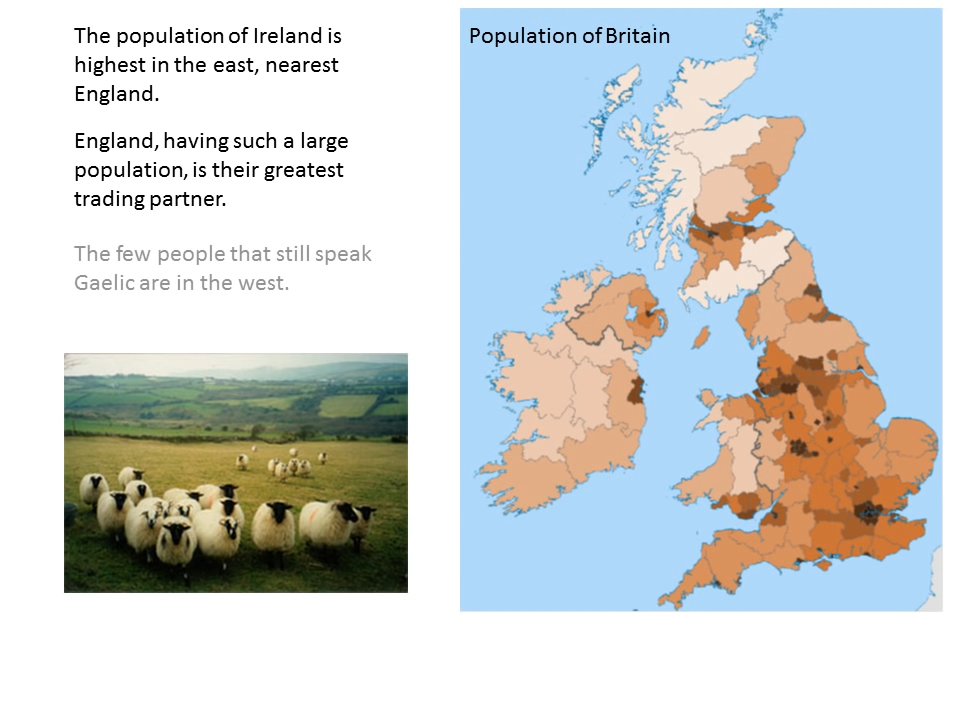 The population of Ireland is
highest in the east, nearest
England.
England, having such a large
population, is their greatest
trading partner.
The few people that still speak
Gaelic are in the west.
Population of Britain